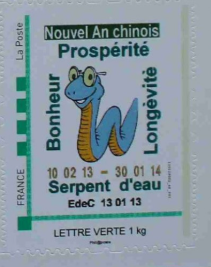 La Poste
FRANCE
Nouvel An chinois
Prospérité
Bonheur
Longévité
10 02 13 – 30 01 14
Serpent d'eau
EdeC 13 01 13
LETTRE VERTE 1 kg